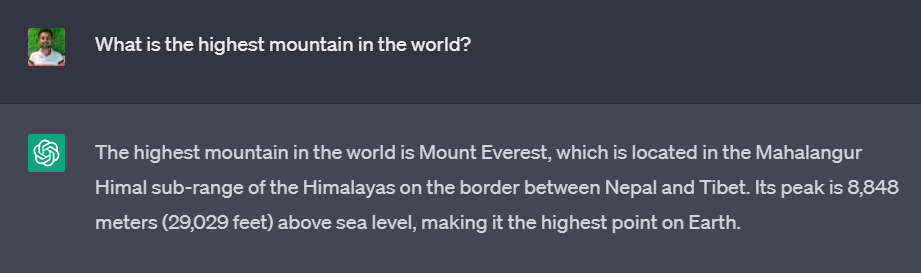 What is the highest mountain in the world?
The highest mountain in the world is Mount Everest, which is located in the Mahalangur
Himal sub-range of the Himalayas on the border between Nepal and Tibet. Its peak is 8,848
meters (29,029 feet) above sea level, making it the highest point on Earth.